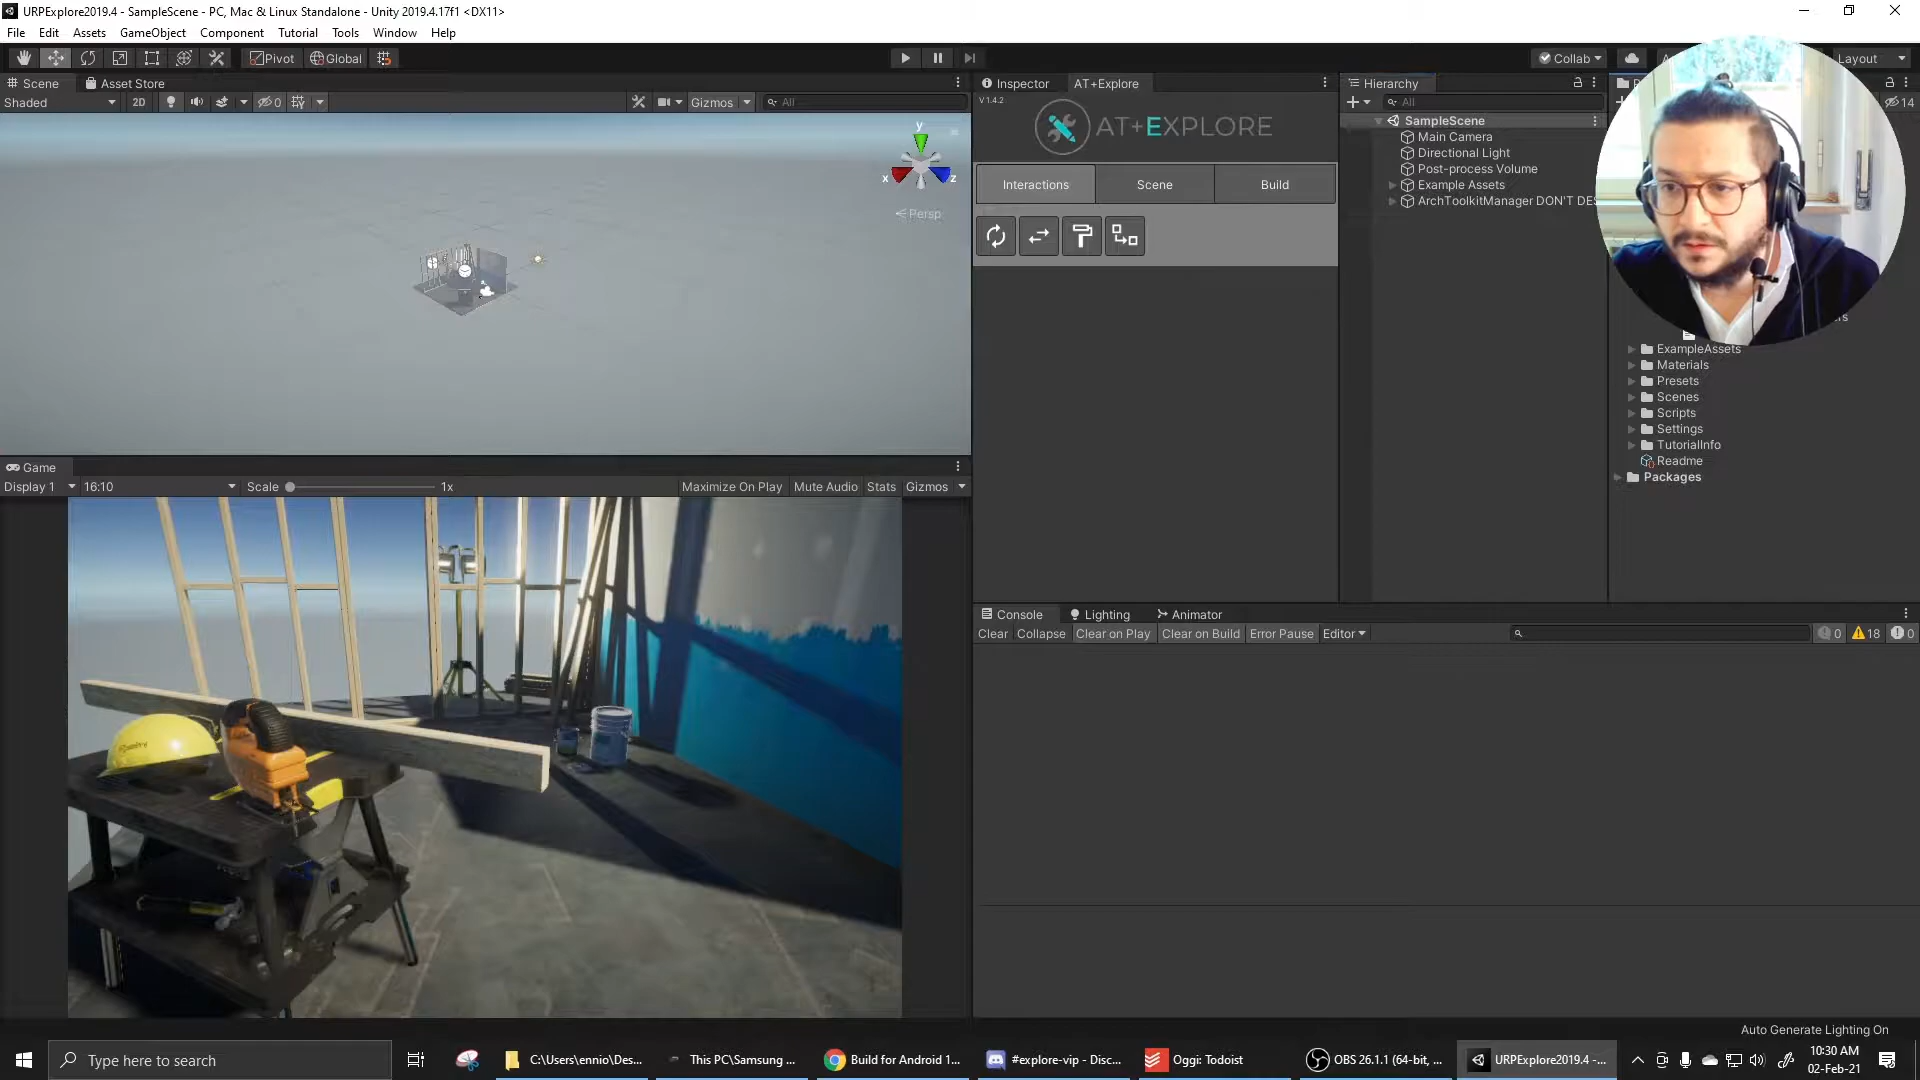 URPExplore2019.4 - SampleScene - PC, Mac & Linux Standalone - Unity 2019.4.17f1 <DX11>
File Edit Assets GameObject Component Tutorial Tools Window Help
Pivot Global Collab Layout
Scene Asset Store
Shaded 2D 0 Gizmos All
y
x z
Persp
Inspector AT+Explore
V 1.4.2
AT+EXPLORE
Interactions Scene Build
Hierarchy
All 14
SampleScene
Main Camera
Directional Light
Post-process Volume
Example Assets
ArchToolkitManager DON'T DES
ExampleAssets
Materials
Presets
Scenes
Scripts
Settings
TutorialInfo
Readme
Packages
Game
Display 1 16:10 Scale 1x Maximize On Play Mute Audio Stats Gizmos
Console Lighting Animator
Clear Collapse Clear on Play Clear on Build Error Pause Editor 0 18 0
Auto Generate Lighting On
Type here to search
C:\Users\ennio\Des...
This PC\Samsung ...
Build for Android 1...
#explore-vip - Disc...
Oggi: Todoist
OBS 26.1.1 (64-bit, ...
URPExplore2019.4 -...
10:30 AM
02-Feb-21